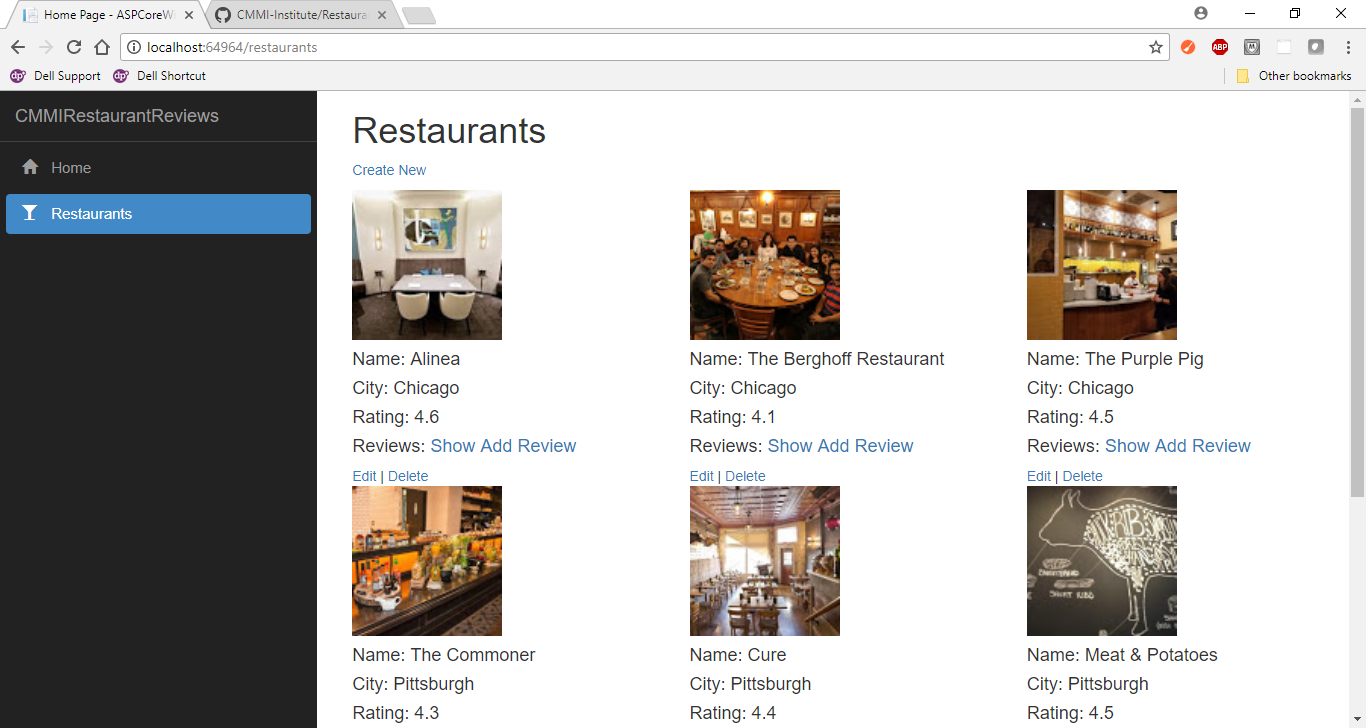 Home Page - ASPCoreW
CMMI-Institute/Restaura
localhost:64964/restaurants
ABP
Dell Support
Dell Shortcut
Other bookmarks
CMMIRestaurantReviews
Home
Restaurants
Restaurants
Create New
Name: Alinea
City: Chicago
Rating: 4.6
Reviews: Show Add Review
Edit | Delete
Name: The Berghoff Restaurant
City: Chicago
Rating: 4.1
Reviews: Show Add Review
Edit | Delete
Name: The Purple Pig
City: Chicago
Rating: 4.5
Reviews: Show Add Review
Edit | Delete
Name: The Commoner
City: Pittsburgh
Rating: 4.3
Name: Cure
City: Pittsburgh
Rating: 4.4
SHORT RIBS
Name: Meat & Potatoes
City: Pittsburgh
Rating: 4.5